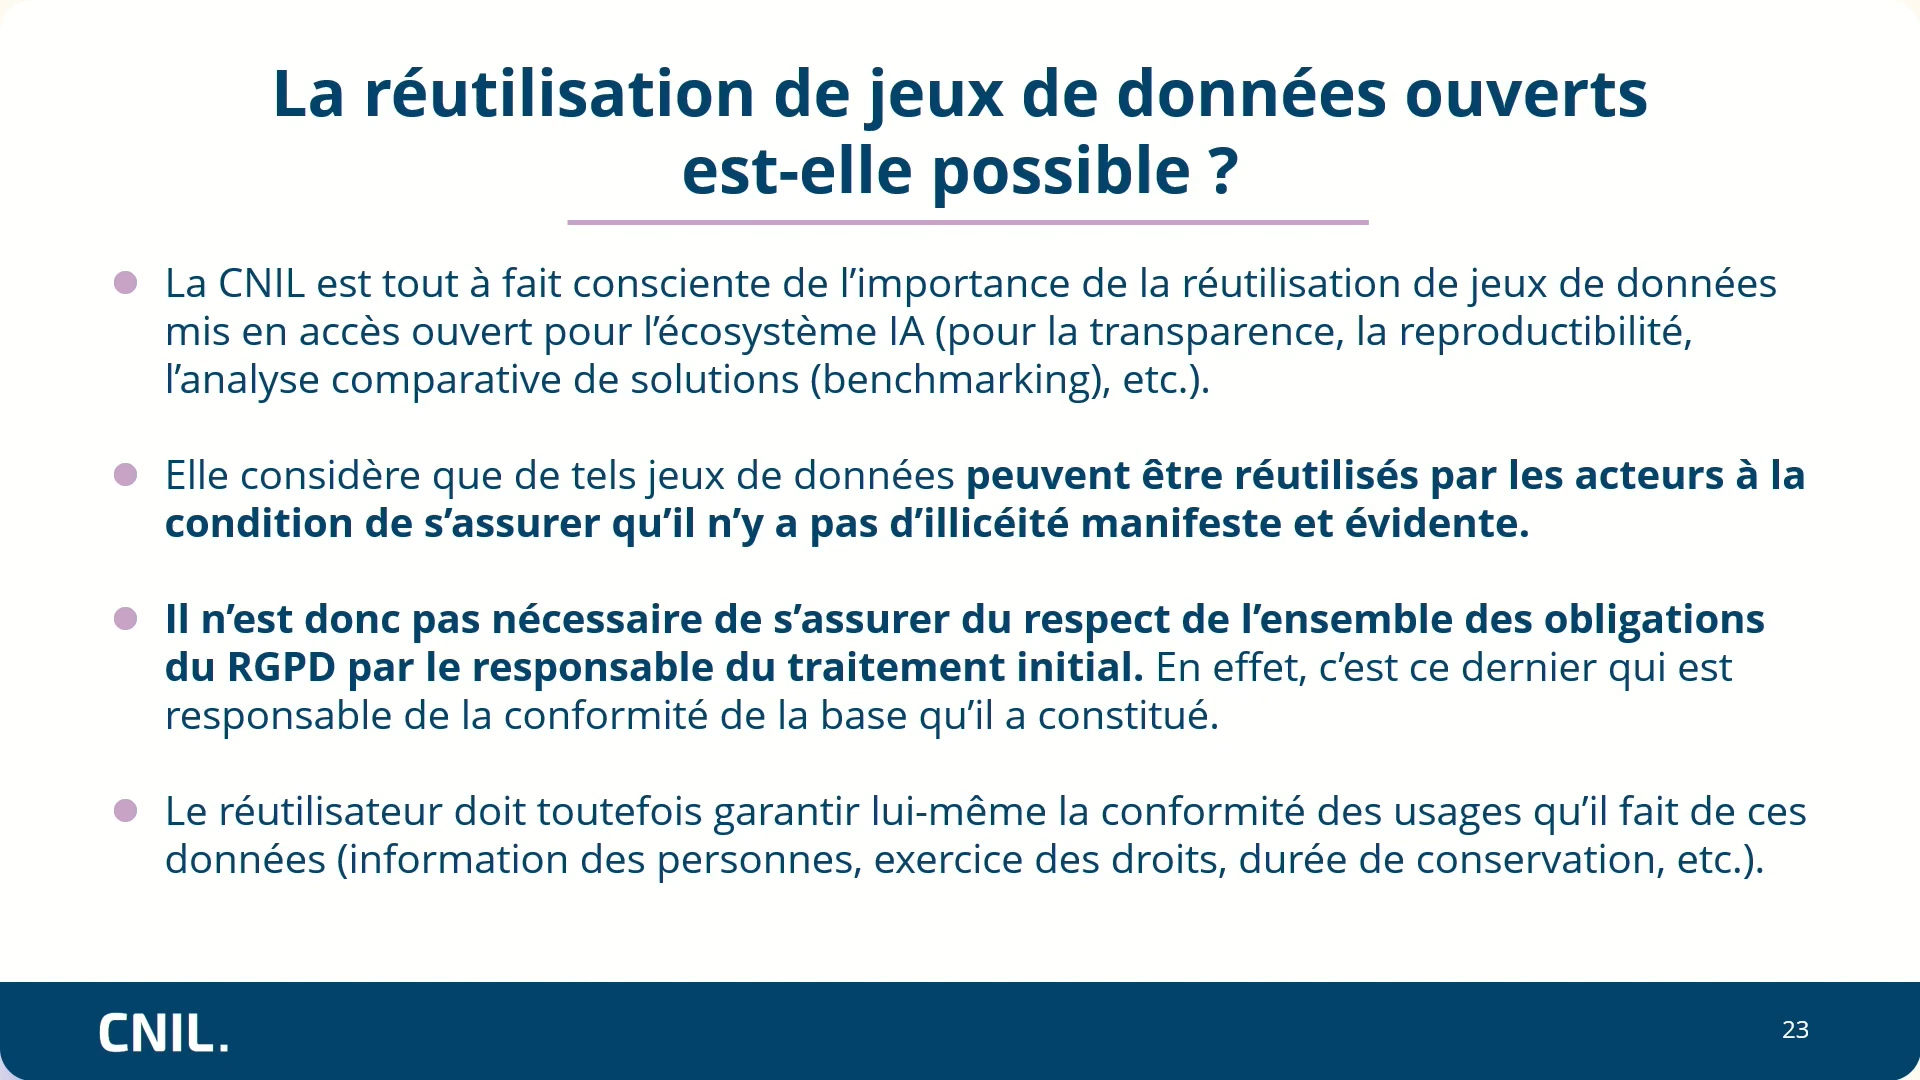 La réutilisation de jeux de données ouverts
est-elle possible ?
La CNIL est tout à fait consciente de l’importance de la réutilisation de jeux de données
mis en accès ouvert pour l’écosystème IA (pour la transparence, la reproductibilité,
l’analyse comparative de solutions (benchmarking), etc.).
Elle considère que de tels jeux de données peuvent être réutilisés par les acteurs à la
condition de s’assurer qu’il n’y a pas d’illicéité manifeste et évidente.
Il n’est donc pas nécessaire de s’assurer du respect de l’ensemble des obligations
du RGPD par le responsable du traitement initial. En effet, c’est ce dernier qui est
responsable de la conformité de la base qu’il a constitué.
Le réutilisateur doit toutefois garantir lui-même la conformité des usages qu’il fait de ces
données (information des personnes, exercice des droits, durée de conservation, etc.).
CNIL.
23